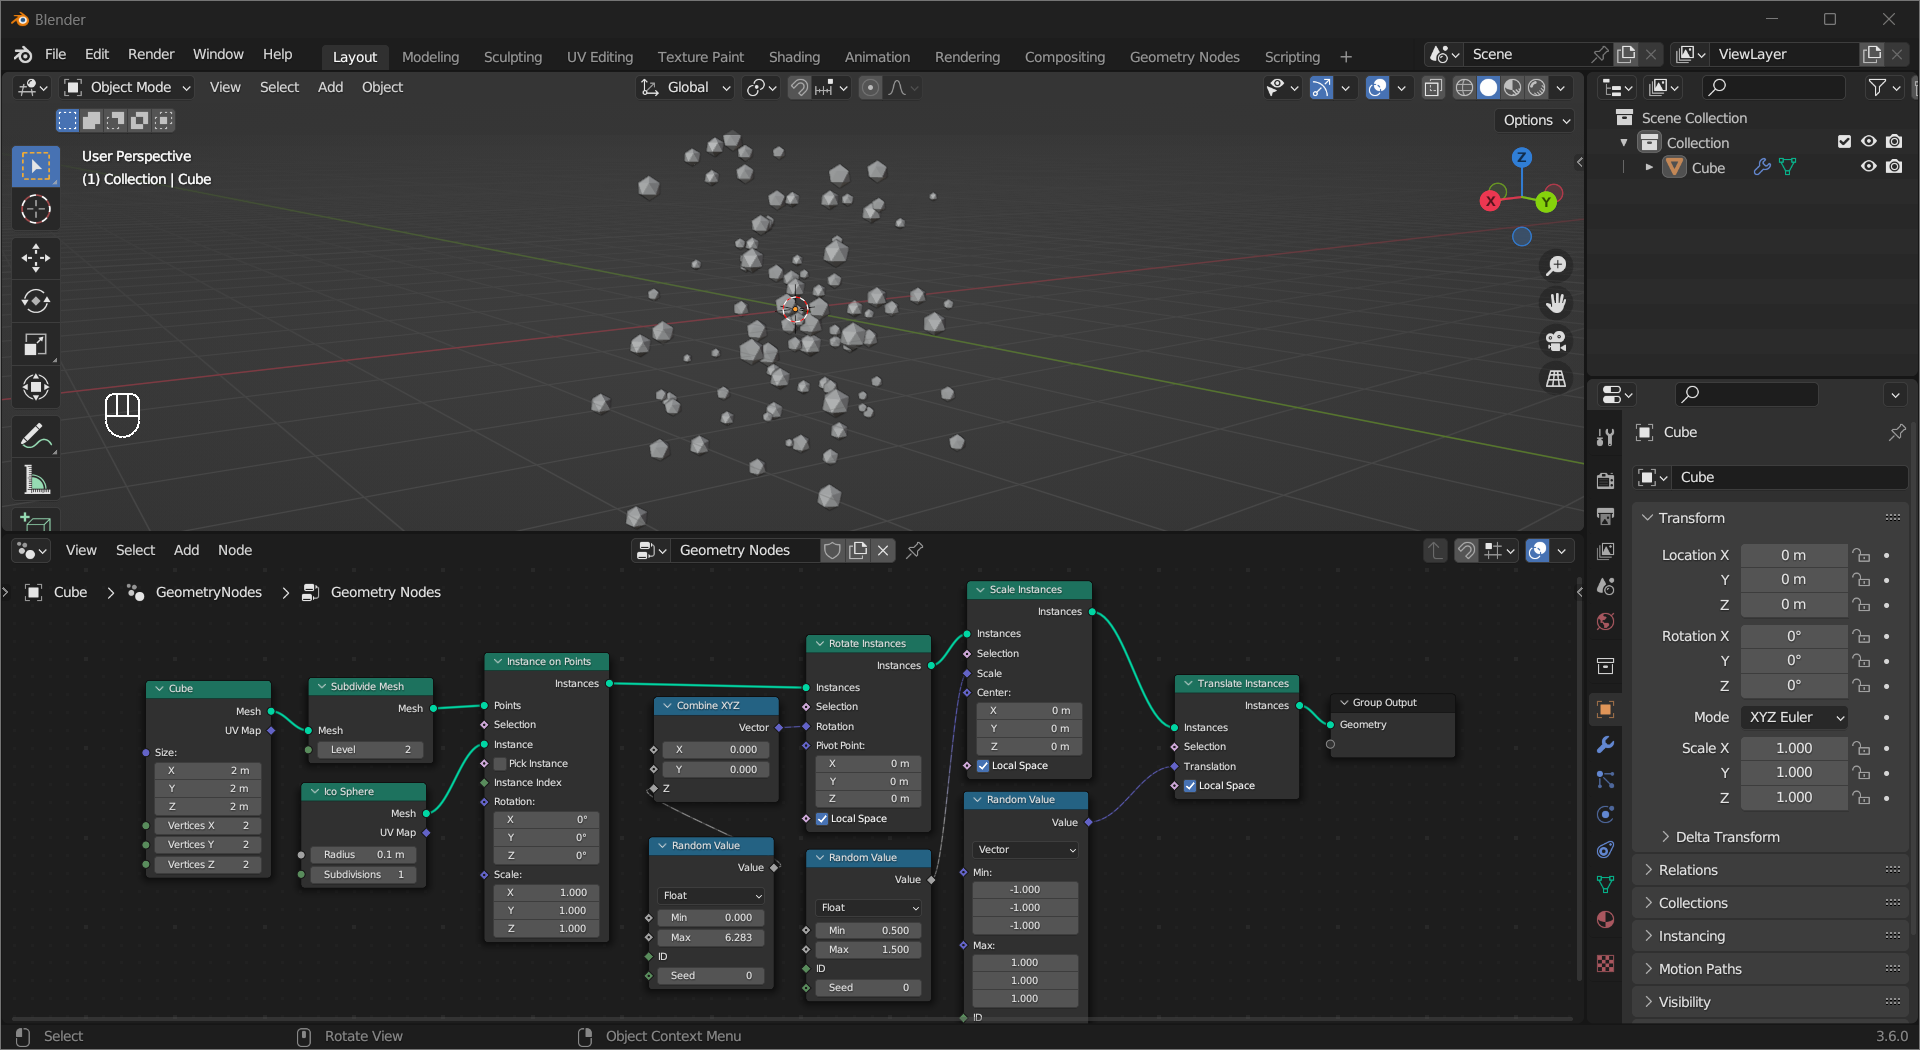 Blender
File Edit Render Window Help
Layout Modeling Sculpting UV Editing Texture Paint Shading Animation Rendering Compositing Geometry Nodes Scripting +
Scene
ViewLayer
Object Mode View Select Add Object
Global
Options
User Perspective
(1) Collection | Cube
Z
X
Y
Scene Collection
Collection
Cube
View Select Add Node
Geometry Nodes
Cube > GeometryNodes > Geometry Nodes
Cube
Mesh
UV Map
Size:
X 2 m
Y 2 m
Z 2 m
Vertices X 2
Vertices Y 2
Vertices Z 2
Subdivide Mesh
Mesh
Mesh
Level 2
Ico Sphere
Mesh
UV Map
Radius 0.1 m
Subdivisions 1
Instance on Points
Instances
Points
Selection
Instance
Pick Instance
Instance Index
Rotation:
X 0°
Y 0°
Z 0°
Scale:
X 1.000
Y 1.000
Z 1.000
Combine XYZ
Vector
X 0.000
Y 0.000
Z
Random Value
Value
Float
Min 0.000
Max 6.283
ID
Seed 0
Rotate Instances
Instances
Instances
Selection
Rotation
Pivot Point:
X 0 m
Y 0 m
Z 0 m
Local Space
Random Value
Value
Float
Min 0.500
Max 1.500
ID
Seed 0
Scale Instances
Instances
Instances
Selection
Scale
Center:
X 0 m
Y 0 m
Z 0 m
Local Space
Random Value
Value
Vector
Min:
-1.000
-1.000
-1.000
Max:
1.000
1.000
1.000
ID
Translate Instances
Instances
Instances
Selection
Translation
Local Space
Group Output
Geometry
Cube
Cube
Transform
Location X 0 m
Y 0 m
Z 0 m
Rotation X 0°
Y 0°
Z 0°
Mode XYZ Euler
Scale X 1.000
Y 1.000
Z 1.000
Delta Transform
Relations
Collections
Instancing
Motion Paths
Visibility
Select
Rotate View
Object Context Menu
3.6.0